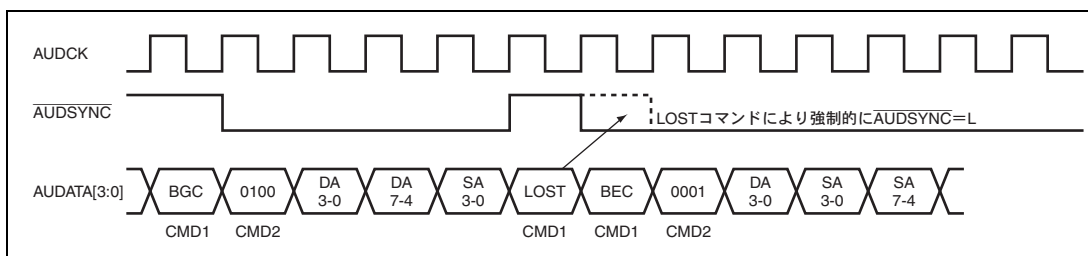 AUDCK
AUDSYNC
LOSTコマンドにより強制的にAUDSYNC＝L
AUDATA[3:0]
BGC
0100
DA
3-0
DA
7-4
SA
3-0
LOST
BEC
0001
DA
3-0
SA
3-0
SA
7-4
CMD1
CMD2
CMD1
CMD1
CMD2